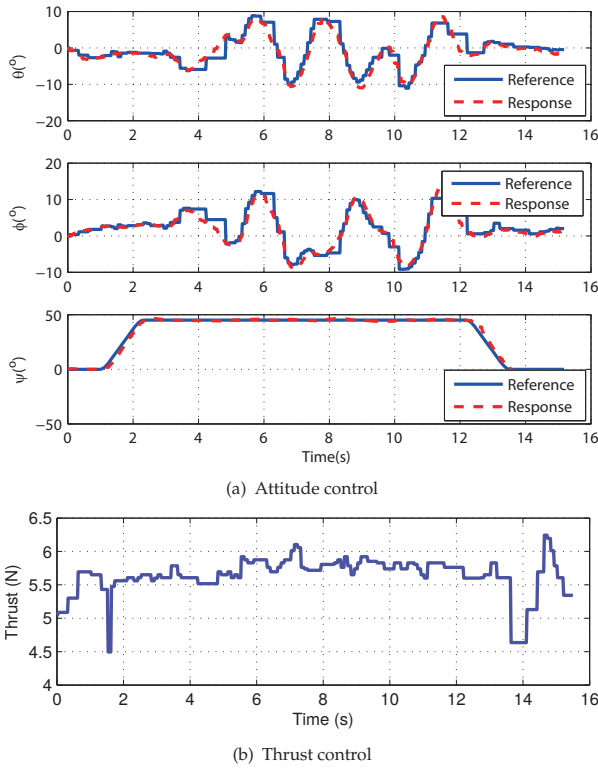 10
0
−10
−20
θ(°)
0 2 4 6 8 10 12 14 16
Reference
Response
20
10
0
−10
ϕ(°)
0 2 4 6 8 10 12 14 16
Reference
Response
50
0
−50
ψ(°)
0 2 4 6 8 10 12 14 16
Reference
Response
Time(s)
(a) Attitude control
6.5
6
5.5
5
4.5
4
Thrust (N)
0 2 4 6 8 10 12 14 16
Time (s)
(b) Thrust control